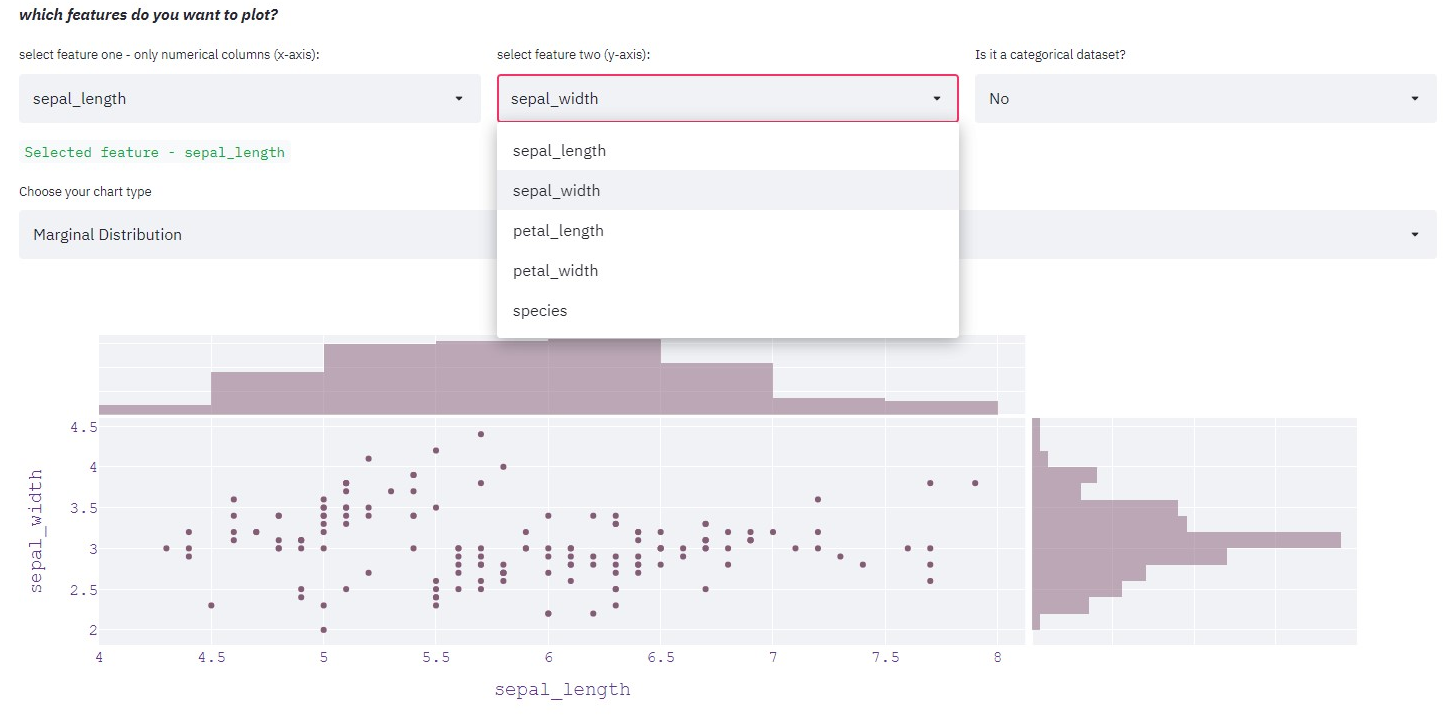 which features do you want to plot?
select feature one - only numerical columns (x-axis):
select feature two (y-axis):
Is it a categorical dataset?
sepal_length
sepal_width
No
Selected feature - sepal_length
sepal_length
sepal_width
petal_length
petal_width
species
Choose your chart type
Marginal Distribution
sepal_width
4.5
4
3.5
3
2.5
2
4 4.5 5 5.5 6 6.5 7 7.5 8
sepal_length